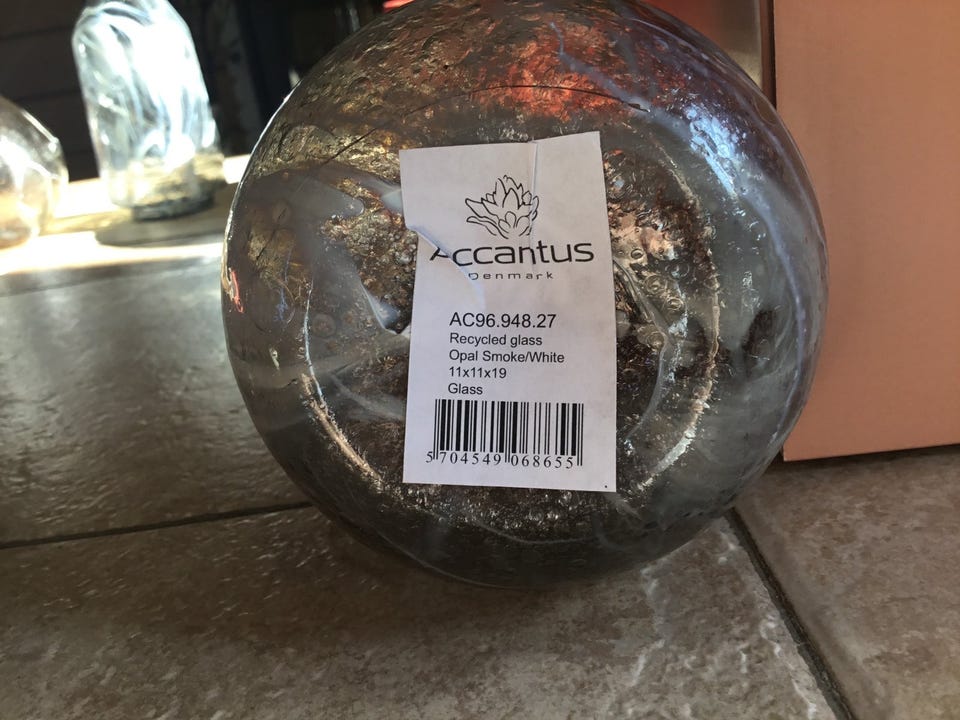 Accantus
Denmark
AC96.948.27
Recycled glass
Opal Smoke/White
11x11x19
Glass
5 704549 068655